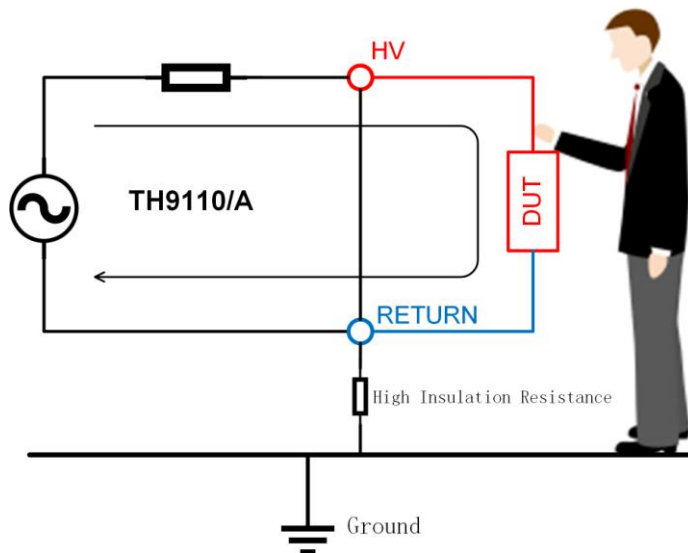 HV
TH9110/A
DUT
RETURN
High Insulation Resistance
Ground